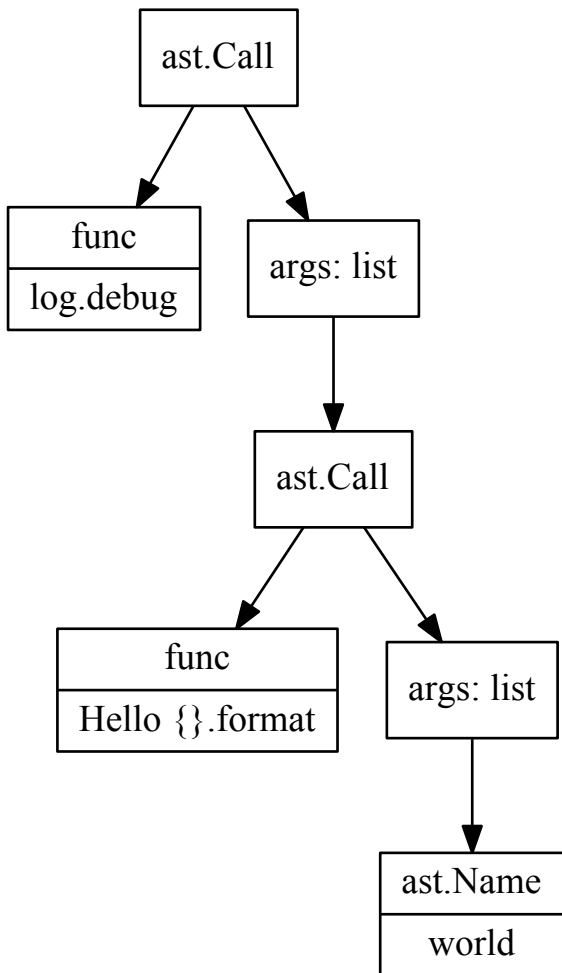 ast.Call
func
log.debug
args: list
ast.Call
func
Hello {}.format
args: list
ast.Name
world